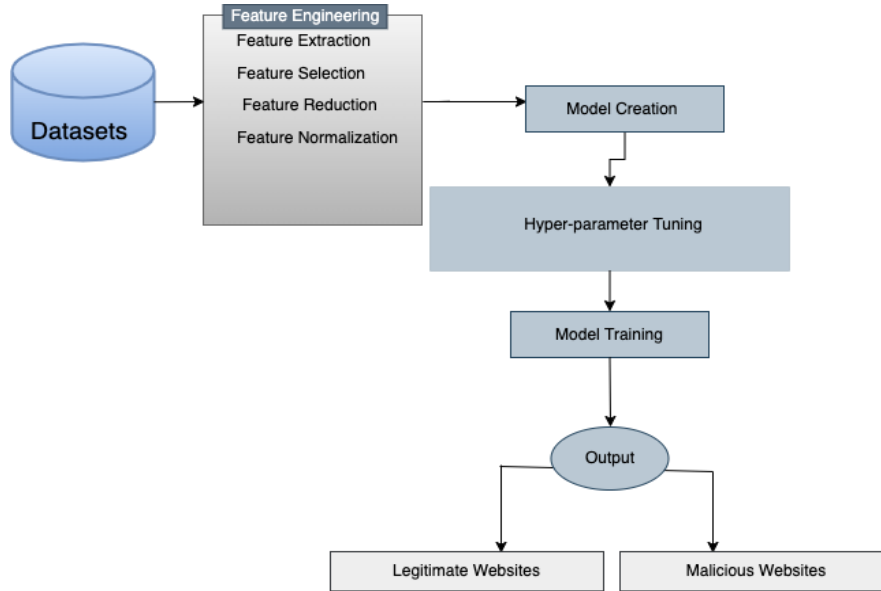 Feature Engineering
Feature Extraction
Feature Selection
Feature Reduction
Feature Normalization
Datasets
Model Creation
Hyper-parameter Tuning
Model Training
Output
Legitimate Websites
Malicious Websites